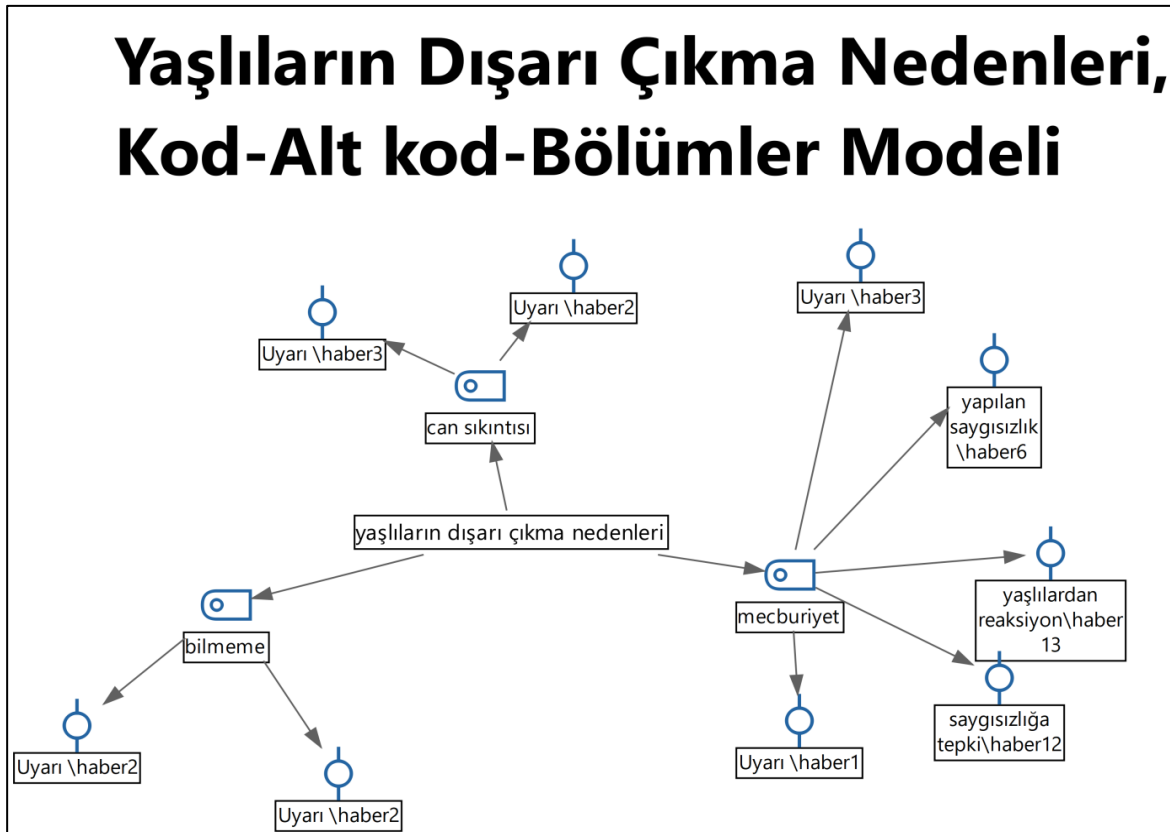 Yaşlıların Dışarı Çıkma Nedenleri,
Kod-Alt kod-Bölümler Modeli
Uyarı \haber3
Uyarı \haber2
Uyarı \haber3
can sıkıntısı
yapılan
saygısızlık
\haber6
yaşlıların dışarı çıkma nedenleri
bilmeme
mecburiyet
yaşlılardan
reaksiyon\haber
13
Uyarı \haber2
Uyarı \haber2
Uyarı \haber1
saygısızlığa
tepki\haber12